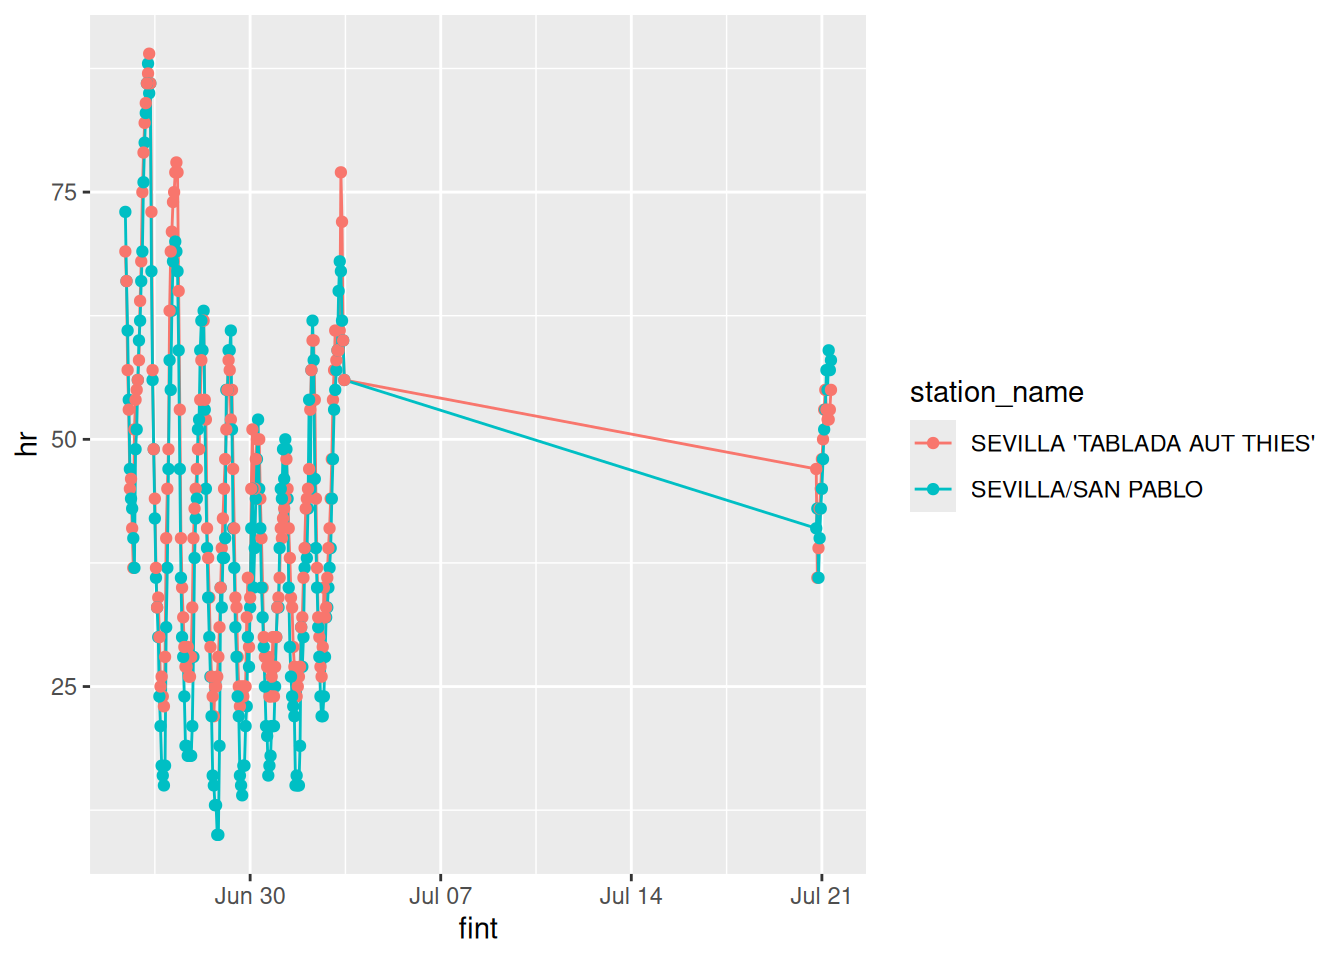 75
50
25
hr
Jun 30
Jul 07
Jul 14
Jul 21
fint
station_name
SEVILLA 'TABLADA AUT THIES'
SEVILLA/SAN PABLO